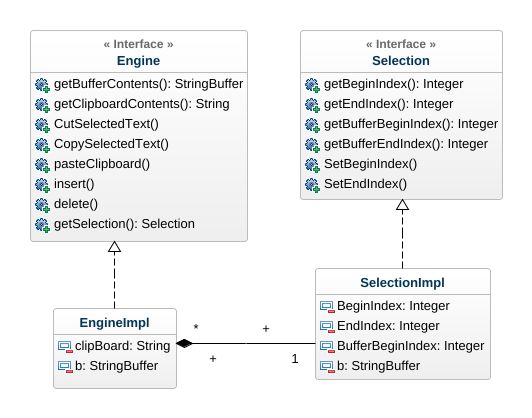 « Interface »
Engine
getBufferContents(): StringBuffer
getClipboardContents(): String
CutSelectedText()
CopySelectedText()
pasteClipboard()
insert()
delete()
getSelection(): Selection
« Interface »
Selection
getBeginIndex(): Integer
getEndIndex(): Integer
getBufferBeginIndex(): Integer
getBufferEndIndex(): Integer
SetBeginIndex()
SetEndIndex()
EngineImpl
clipBoard: String
b: StringBuffer
* +
+ 1
SelectionImpl
BeginIndex: Integer
EndIndex: Integer
BufferBeginIndex: Integer
b: StringBuffer